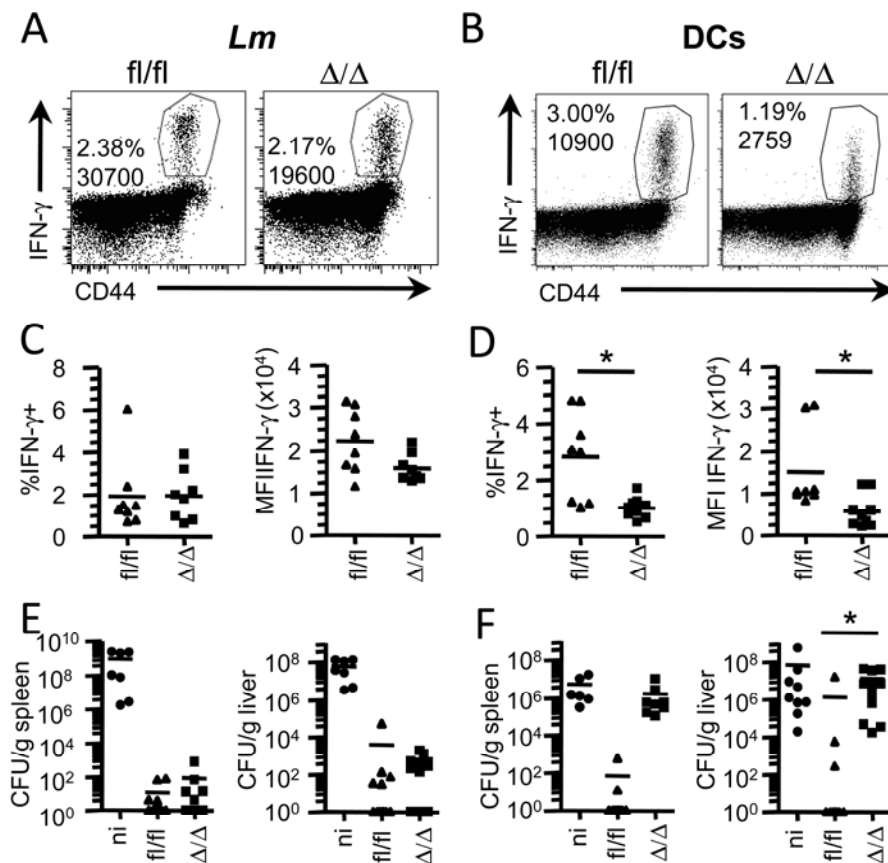 A Lm
fl/fl Δ/Δ
2.38%
30700
2.17%
19600
IFN-γ
CD44
B DCs
fl/fl Δ/Δ
3.00%
10900
1.19%
2759
IFN-γ
CD44
C
%IFN-γ+
8
6
4
2
0
fl/fl Δ/Δ
MFIIFN-γ (x10⁴)
4
3
2
1
0
fl/fl Δ/Δ
D
%IFN-γ+
6
4
2
0
*
fl/fl Δ/Δ
MFI IFN-γ (x10⁴)
4
3
2
1
0
*
fl/fl Δ/Δ
E
CFU/g spleen
10¹⁰
10⁸
10⁶
10⁴
10²
10⁰
ni fl/fl Δ/Δ
CFU/g liver
10⁸
10⁶
10⁴
10²
10⁰
ni fl/fl Δ/Δ
F
CFU/g spleen
10⁸
10⁶
10⁴
10²
10⁰
ni fl/fl Δ/Δ
CFU/g liver
10⁸
10⁶
10⁴
10²
10⁰
*
ni fl/fl Δ/Δ